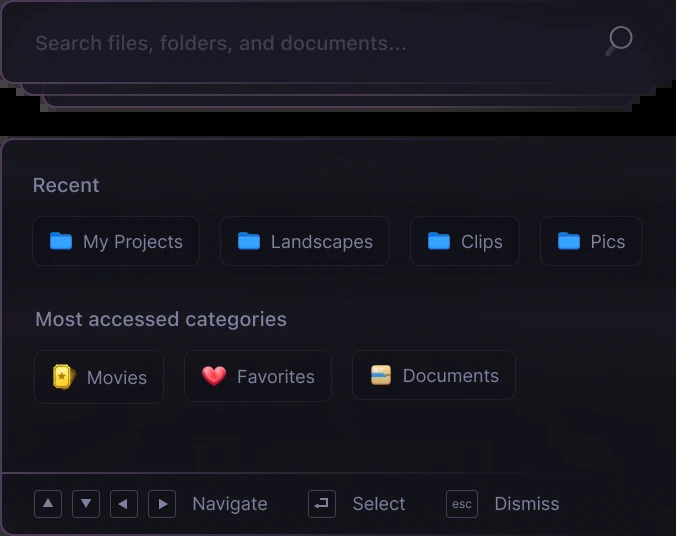 Search files, folders, and documents...
Recent
My Projects Landscapes Clips Pics
Most accessed categories
Movies Favorites Documents
Navigate Select esc Dismiss